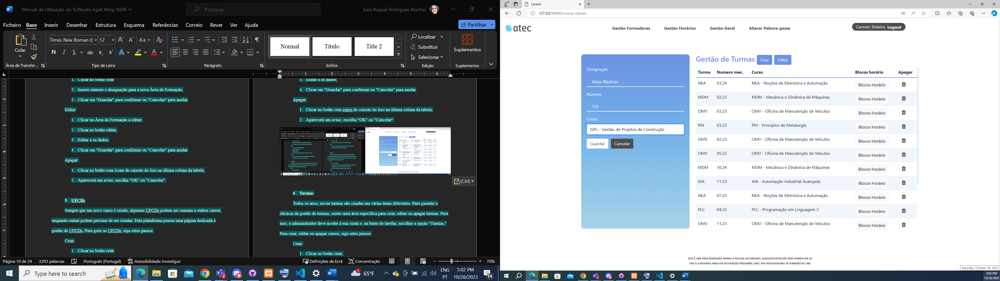 Manual de Utilização do Software Agile Wing NEW
Procurar
Sara Raquel Rodrigues Martins
Ficheiro Base Inserir Desenhar Estrutura Esquema Referências Correio Rever Ver Ajuda
Partilhar
Colar
Área de Transfer...
Times New Roman (C 12
Tipo de Letra
Parágrafo
Normal Título Title 2
Estilos
Localizar
Substituir
Selecionar
Edição
Suplementos
Suplementos
1. Clicar no botão criar
2. Inserir número e designação para a nova Área de Formação;
3. Clicar em "Guardar" para confirmar ou "Cancelar" para anular.
Editar:
1. Clicar na Área de Formação a editar;
2. Clicar no botão editar;
3. Editar a os dados;
4. Clicar em "Guardar" para confirmar ou "Cancelar" para anular.
Apagar:
1. Clicar no botão com ícone de caixote do lixo na última coluna da tabela;
2. Aparecerá um aviso; escolha "OK" ou "Cancelar".
5 UFCDs
Sempre que um novo curso é criado, algumas UFCDs podem ser comuns a outros cursos,
enquanto outras podem precisar de ser criadas. Esta plataforma possui uma página dedicada à
gestão de UFCDs. Para gerir as UFCDs, siga estes passos:
Criar:
1. Clicar no botão criar
3. Editar a os dados;
4. Clicar em "Guardar" para confirmar ou "Cancelar" para anular.
Apagar:
1. Clicar no botão com icnoe de caixote do lixo na última coluna da tabela;
2. Aparecerá um aviso; escolha "OK" ou "Cancelar".
(Ctrl)
6 Turmas
Todos os anos, novas turmas são criadas em várias áreas diferentes. Para garantir a
eficácia da gestão de turmas, existe uma área específica para criar, editar ou apagar turmas. Para
isso, o administrador deve aceder à sua conta e, na barra de tarefas, escolher a opção "Turmas."
Para criar, editar ou apagar cursos, siga estes passos:
Criar:
1. Clicar no botão criar;
Página 10 de 24 3293 palavras Português (Portugal) Acessibilidade: investigue
Definições de Ecrã Concentração 70%
Type here to search
65°F
ENG
PT
5:02 PM
10/28/2023
14
Laravel
127.0.0.1:8000/course-classes
atec
Gestão Formadores Gestão Horários Gestão Geral Alterar Palavra-passe
Carmen Teixeira Logout
Designação
Artes Plásticas
Número
123
Curso
GPC - Gestão de Projetos de Construção
Guardar Cancelar
Gestão de Turmas Criar Editar
Turma Numero mec. Curso Blocos horário Apagar
NEA 03.24 NEA - Noções de Eletrónica e Automação Blocos Horário
MDM 02.23 MDM - Mecânica e Dinâmica de Máquinas Blocos Horário
OMV 03.23 OMV - Oficina de Manutenção de Veículos Blocos Horário
PM 03.23 PM - Princípios de Metalurgia Blocos Horário
OMV 02.23 OMV - Oficina de Manutenção de Veículos Blocos Horário
OMV 05.23 OMV - Oficina de Manutenção de Veículos Blocos Horário
MDM 10.24 MDM - Mecânica e Dinâmica de Máquinas Blocos Horário
AIA 11.23 AIA - Automação Industrial Avançada Blocos Horário
NEA 07.23 NEA - Noções de Eletrónica e Automação Blocos Horário
PLC 04.23 PLC - Programação em Linguagem C Blocos Horário
OMV 11.23 OMV - Oficina de Manutenção de Veículos Blocos Horário
ESTA É UMA ÁREA RESERVADA APENAS A PESSOAL AUTORIZADO, QUALQUER INTRUSÃO SERÁ PUNIDA POR LEI
THIS IS A RESERVED AREA FOR AUTHORIZED PERSONNEL ONLY, ANY INTRUSION WILL BE PUNISHED BY LAW.
Saturday, October 28, 2023
5:02 PM
10/28/2023